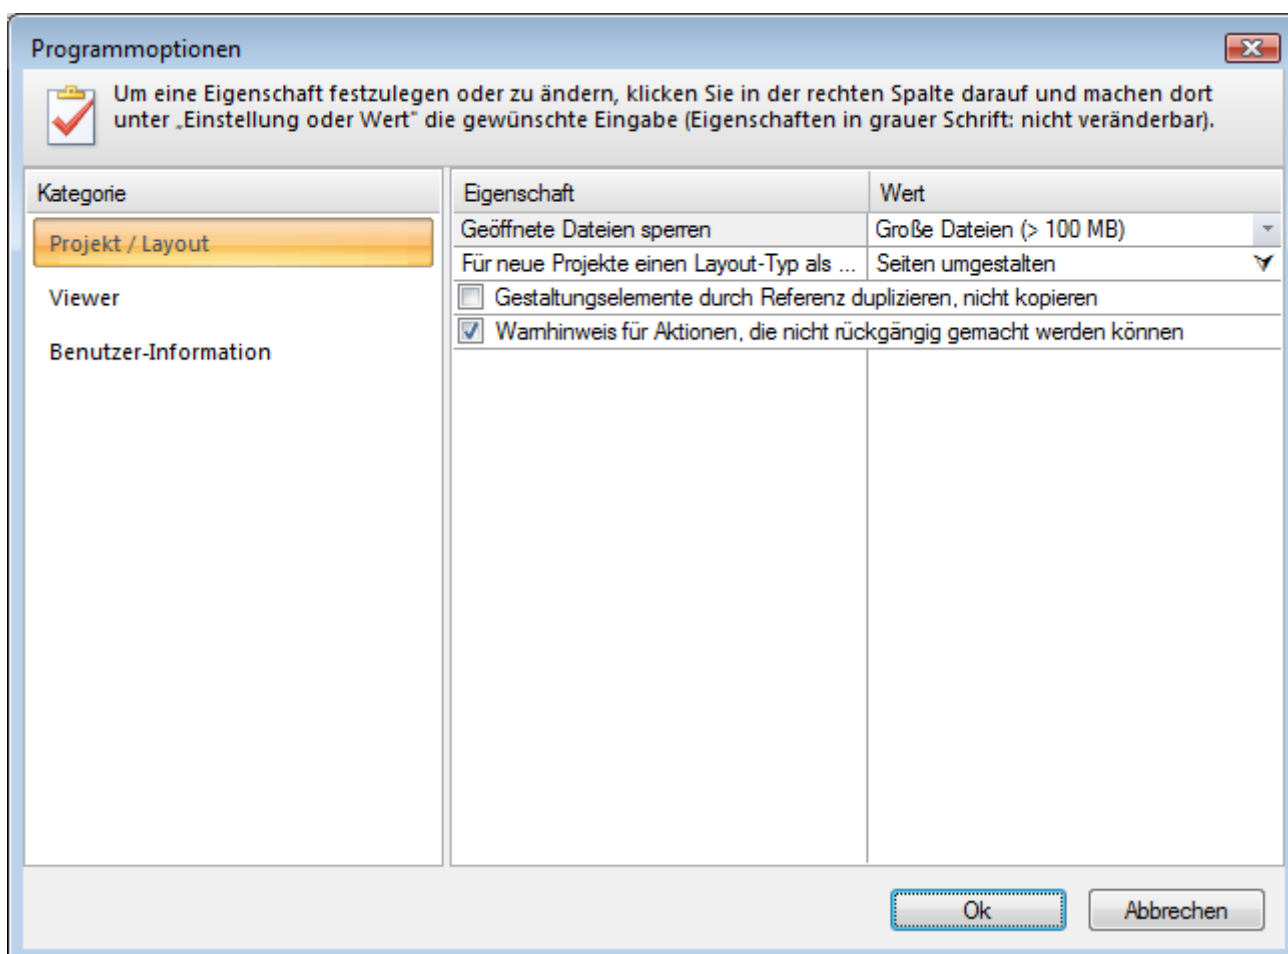 Programmoptionen
Um eine Eigenschaft festzulegen oder zu ändern, klicken Sie in der rechten Spalte darauf und machen dort
unter „Einstellung oder Wert“ die gewünschte Eingabe (Eigenschaften in grauer Schrift: nicht veränderbar).
Kategorie
Projekt / Layout
Viewer
Benutzer-Information
Eigenschaft Wert
Geöffnete Dateien sperren Große Dateien (> 100 MB)
Für neue Projekte einen Layout-Typ als ... Seiten umgestalten
Gestaltungselemente durch Referenz duplizieren, nicht kopieren
Warnhinweis für Aktionen, die nicht rückgängig gemacht werden können
Ok Abbrechen